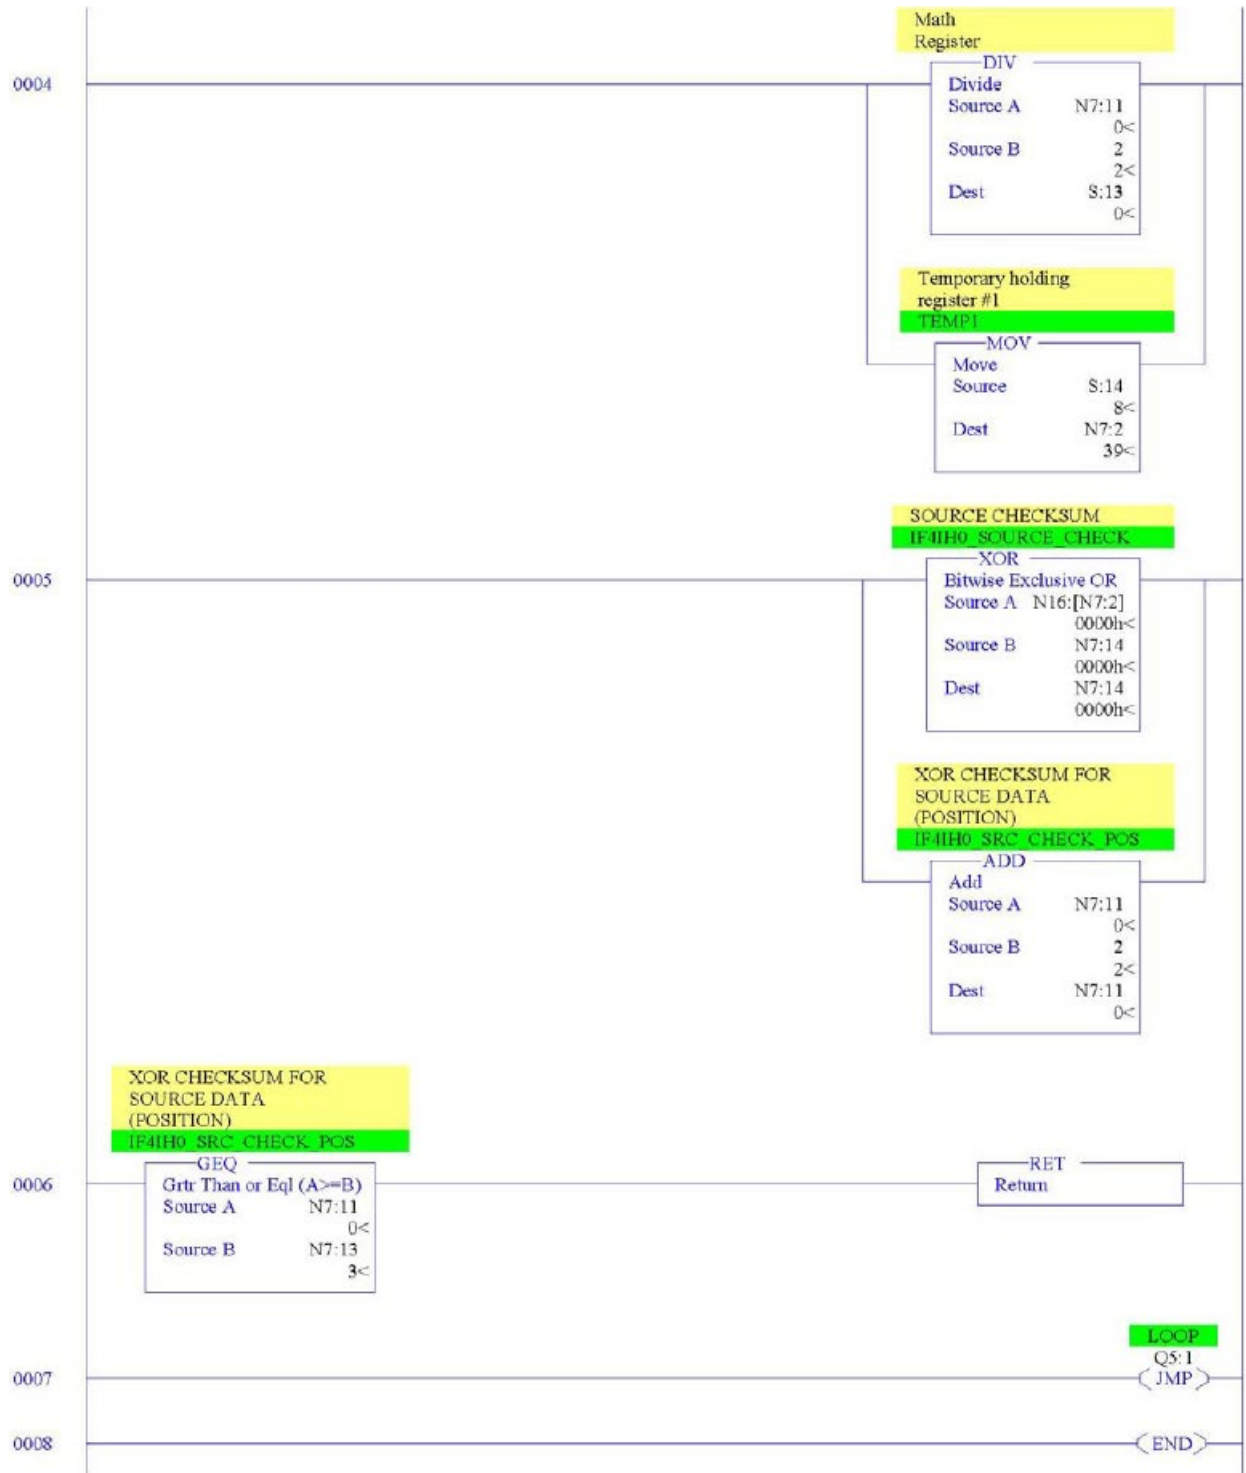 Math
Register
DIV
0004
Divide
Source A N7:11
0<
Source B 2
2<
Dest S:13
0<
Temporary holding
register #1
TEMP1
MOV
Move
Source S:14
8<
Dest N7:2
39<
SOURCE CHECKSUM
IF4IH0_SOURCE_CHECK
XOR
0005
Bitwise Exclusive OR
Source A N16:[N7:2]
0000h<
Source B N7:14
0000h<
Dest N7:14
0000h<
XOR CHECKSUM FOR
SOURCE DATA
(POSITION)
IF4IH0_SRC_CHECK_POS
ADD
Add
Source A N7:11
0<
Source B 2
2<
Dest N7:11
0<
XOR CHECKSUM FOR
SOURCE DATA
(POSITION)
IF4IH0_SRC_CHECK_POS
GEQ
RET
0006
Grtr Than or Eql (A>=B)
Return
Source A N7:11
0<
Source B N7:13
3<
LOOP
Q5:1
0007
JMP
0008
END